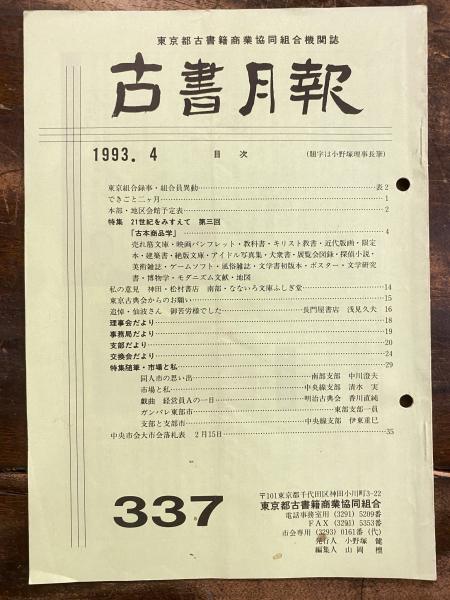 東京都古書籍商業協同組合機関誌
古書月報
1993. 4 目次 (題字は小野塚理事長筆)
東京組合録事・組合員異動……表2
できごと二ヶ月……1
本部・地区会館予定表……2
特集 21世紀をみすえて 第三回
「古本商品学」……4
売れ筋文庫・映画パンフレット・教科書・キリスト教書・近代版画・限定
本・建築書・絶版文庫・アイドル写真集・大衆書・展覧会図録・探偵小説・
美術雑誌・ゲームソフト・風俗雑誌・文学書初版本・ポスター・文学研究
書・博物学・モダニズム文献・地図
私の意見 神田・松村書店 南部・なないろ文庫ふしぎ堂……14
東京古典会からのお願い……15
追悼・仙波さん 御苦労様でした……長門屋書店 浅見久夫 16
理事会だより……18
事務局だより……19
支部だより……20
交換会だより……24
特集随筆・市場と私……29
同人市の思い出……南部支部 中川澄夫
市場と私……中央線支部 清水 実
戯曲 経営員Aの一日……明治古典会 香川直純
ガンバレ東部市……東部支部一員
支部と支部市……中央線支部 伊東重巳
中央市会大市会落札表 2月15日……35
337
〒101東京都千代田区神田小川町3-22
東京都古書籍商業協同組合
電話事務室用 (3291) 5209番
FAX (3291) 5353番
市会専用 (3293) 0161番 (代)
発行人 小野塚 健
編集人 山岡 檀